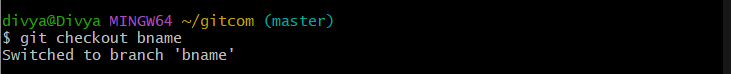 divya@Divya MINGW64 ~/gitcom (master)
$ git checkout bname
Switched to branch 'bname'